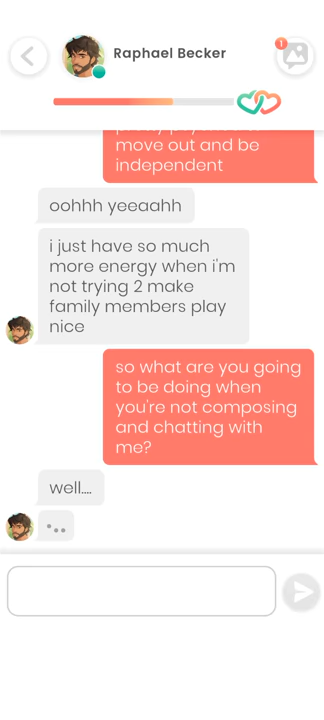 Raphael Becker
1
move out and be
independent
oohhh yeeaahh
i just have so much
more energy when i'm
not trying 2 make
family members play
nice
so what are you going
to be doing when
you're not composing
and chatting with
me?
well....